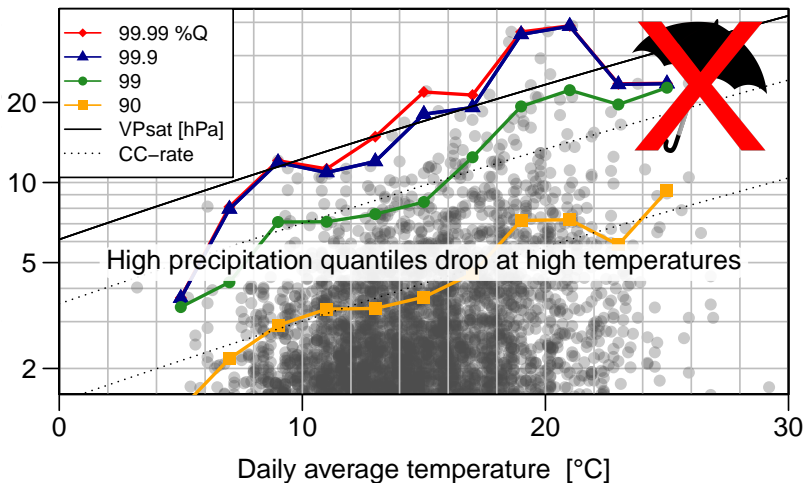 99.99 %Q
99.9
99
90
VPsat [hPa]
CC−rate
20
10
5
2
High precipitation quantiles drop at high temperatures
0 10 20 30
Daily average temperature [°C]